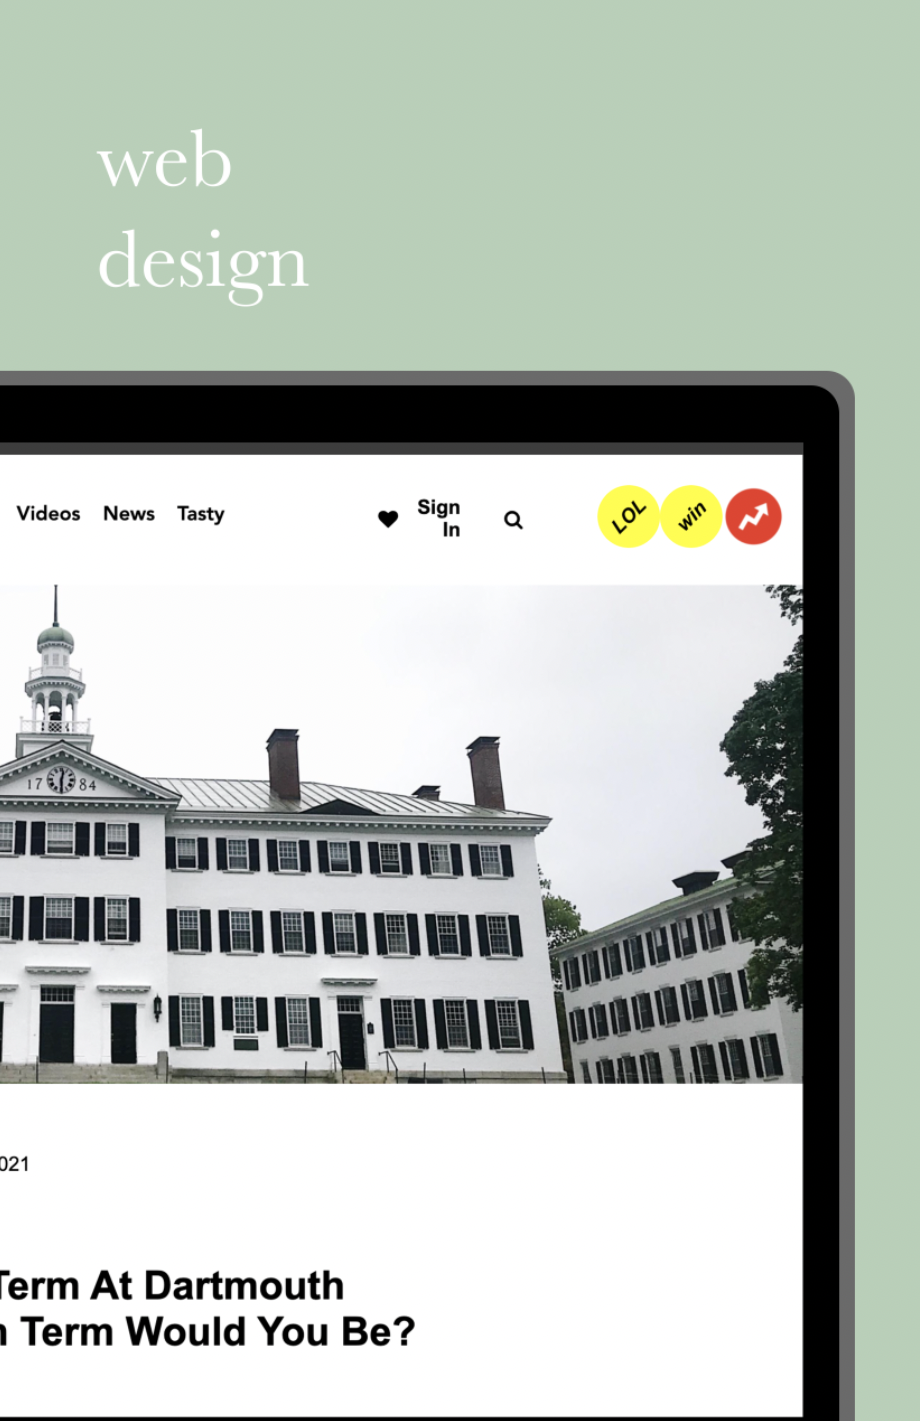 web
design
Videos News Tasty
Sign
In
LOL win
17 84
021
Term At Dartmouth
Term Would You Be?